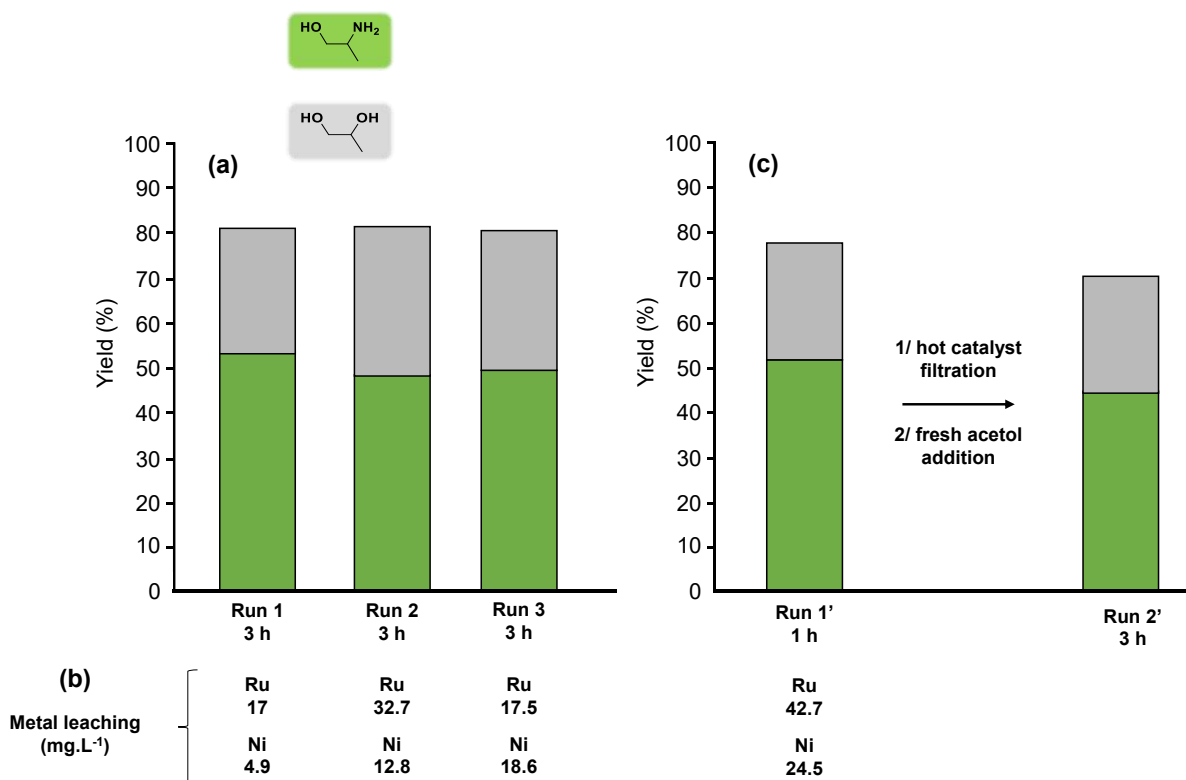 HO NH₂
HO OH
(a)
100
90
80
70
60
50
40
30
20
10
0
Yield (%)
Run 1
3 h
Run 2
3 h
Run 3
3 h
(c)
100
90
80
70
60
50
40
30
20
10
0
Yield (%)
1/ hot catalyst
filtration
2/ fresh acetol
addition
Run 1’
1 h
Run 2’
3 h
(b)
Metal leaching
(mg.L⁻¹)
Ru
17
Ru
32.7
Ru
17.5
Ru
42.7
Ni
4.9
Ni
12.8
Ni
18.6
Ni
24.5